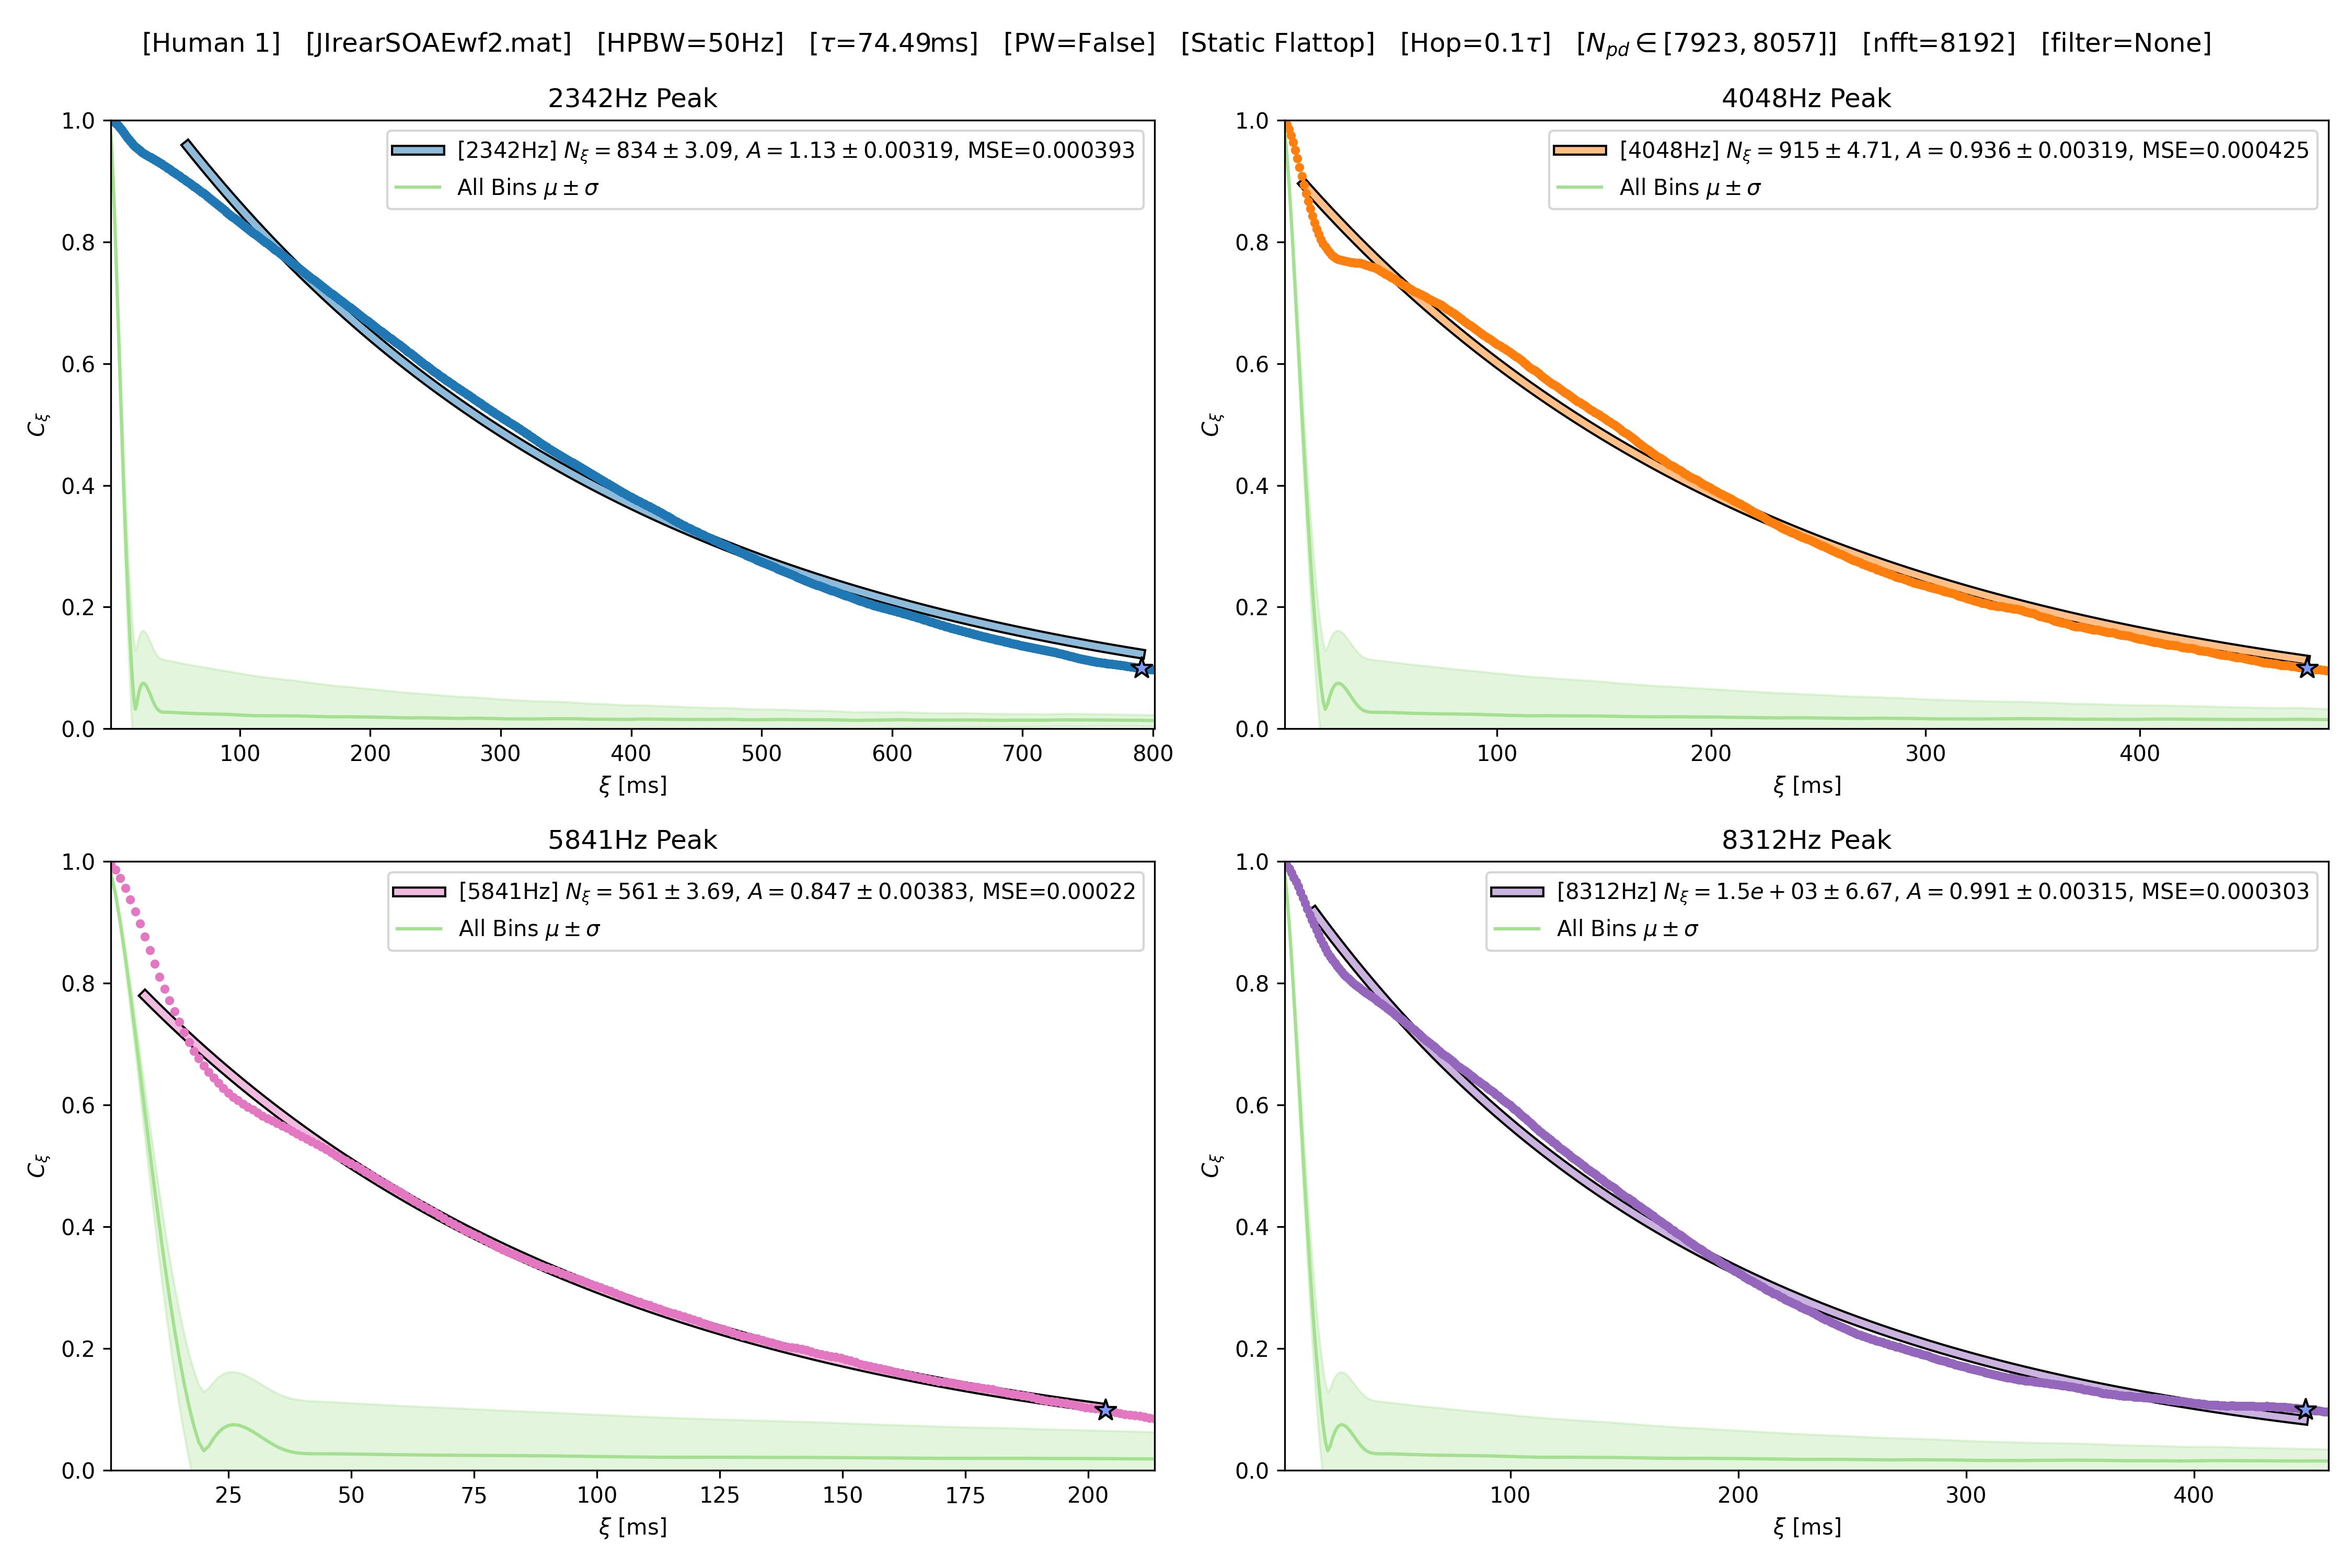 [Human 1] [JIrearSOAEwf2.mat] [HPBW=50Hz] [τ=74.49ms] [PW=False] [Static Flattop] [Hop=0.1τ] [N_pd ∈ [7923, 8057]] [nfft=8192] [filter=None]
2342Hz Peak
[2342Hz] N_ξ = 834 ± 3.09, A = 1.13 ± 0.00319, MSE=0.000393
All Bins μ ± σ
1.0
0.8
0.6
0.4
0.2
0.0
C_ξ
100 200 300 400 500 600 700 800
ξ [ms]
4048Hz Peak
[4048Hz] N_ξ = 915 ± 4.71, A = 0.936 ± 0.00319, MSE=0.000425
All Bins μ ± σ
1.0
0.8
0.6
0.4
0.2
0.0
C_ξ
100 200 300 400
ξ [ms]
5841Hz Peak
[5841Hz] N_ξ = 561 ± 3.69, A = 0.847 ± 0.00383, MSE=0.00022
All Bins μ ± σ
1.0
0.8
0.6
0.4
0.2
0.0
C_ξ
25 50 75 100 125 150 175 200
ξ [ms]
8312Hz Peak
[8312Hz] N_ξ = 1.5e + 03 ± 6.67, A = 0.991 ± 0.00315, MSE=0.000303
All Bins μ ± σ
1.0
0.8
0.6
0.4
0.2
0.0
C_ξ
100 200 300 400
ξ [ms]